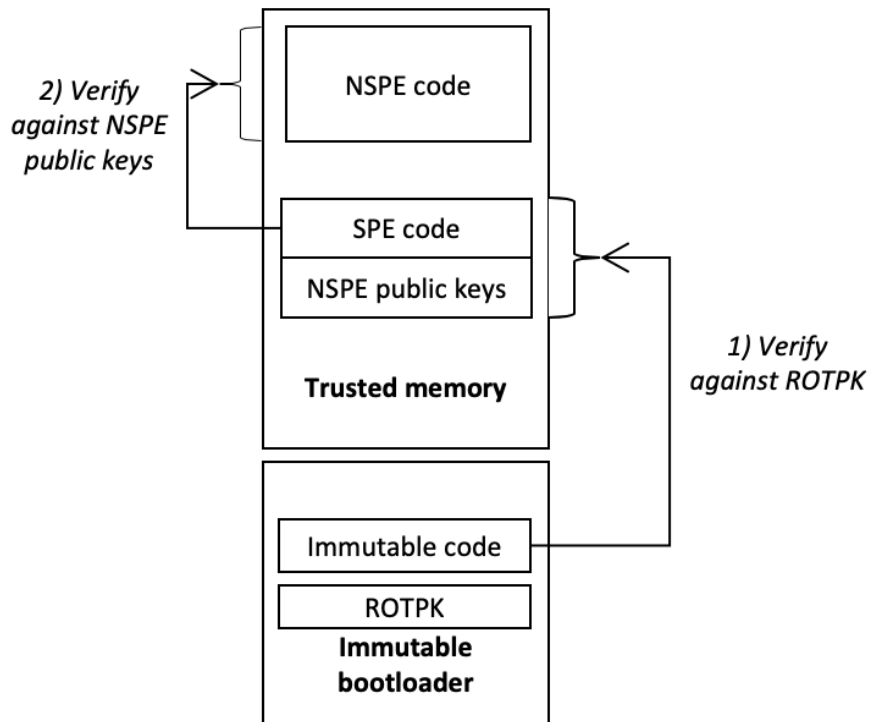 NSPE code
2) Verify
against NSPE
public keys
SPE code
NSPE public keys
1) Verify
against ROTPK
Trusted memory
Immutable code
ROTPK
Immutable
bootloader